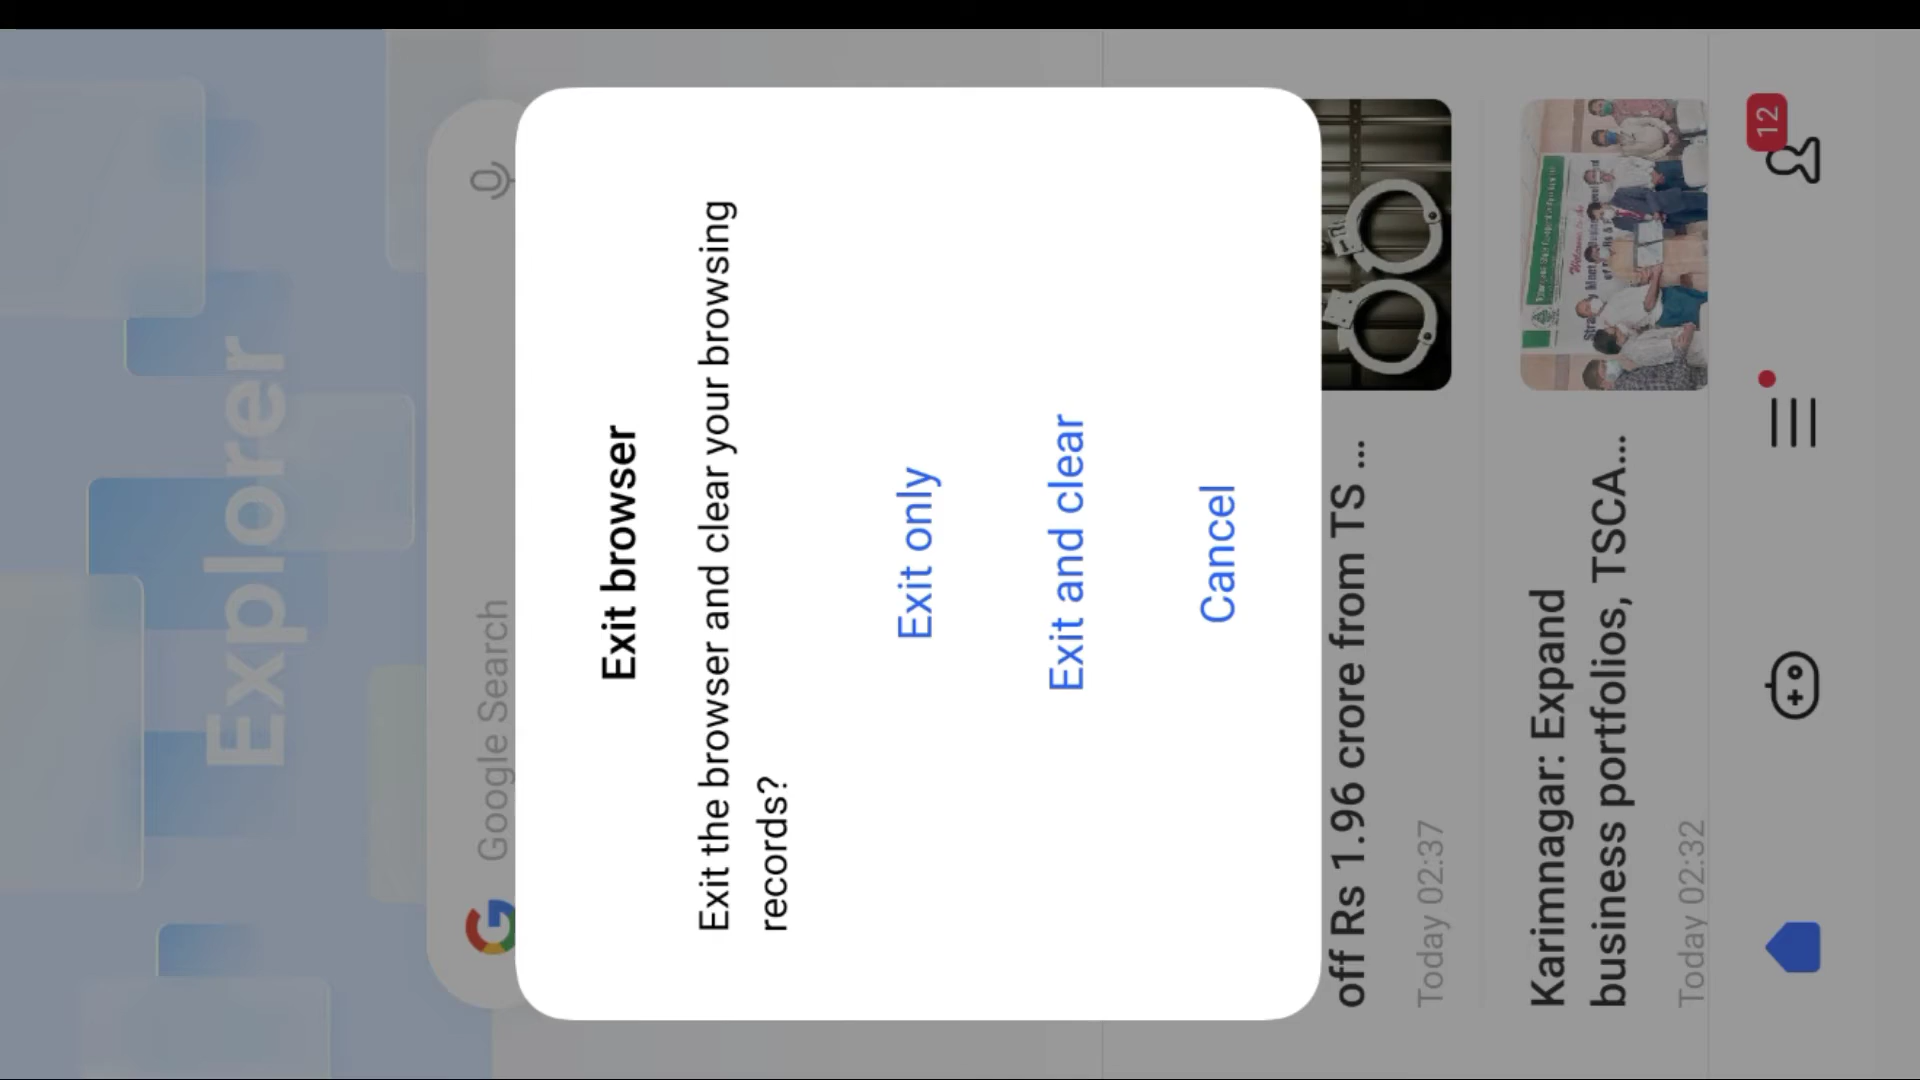 Explorer
Google Search
Exit browser
Exit the browser and clear your browsing
records?
Exit only
Exit and clear
Cancel
off Rs 1.96 crore from TS ...
Today 02:37
Karimnagar: Expand
business portfolios, TSCA...
Today 02:32
12